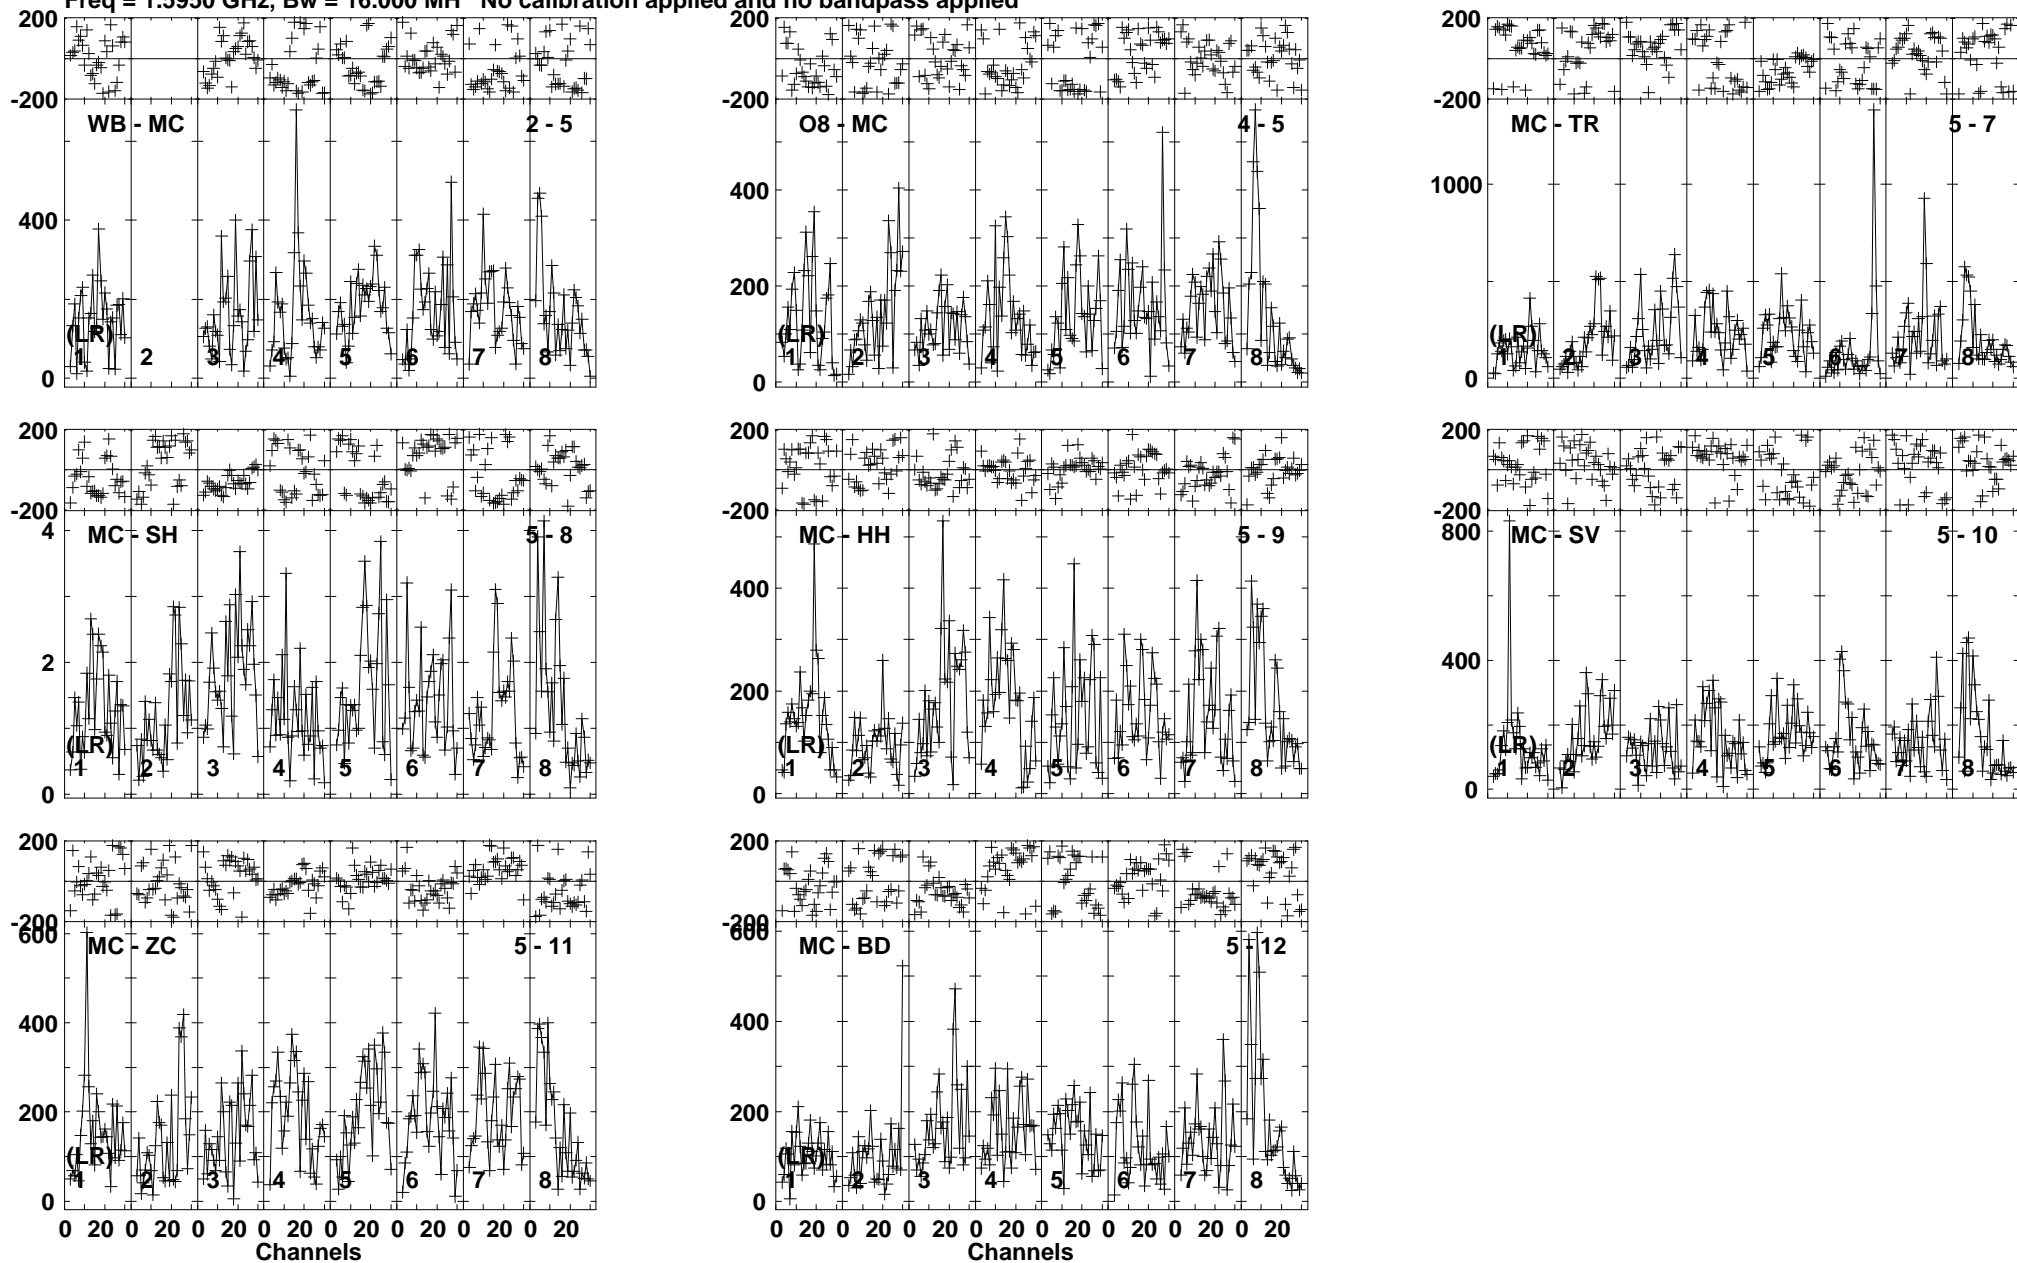 Freq = 1.5950 GHz, Bw = 16.000 MH No calibration applied and no bandpass applied
200 200 200
-200 -200 -200
WB - MC 2 - 5 O8 - MC 4 - 5 MC - TR 5 - 7
1000
400 400
200
(LR) (LR) (LR)
1 2 3 4 5 6 7 8 1 2 3 4 5 6 7 8 1 2 3 4 5 6 7 8
0 0 0
200 200 200
-200 -200 -200
4 MC - SH 5 - 8 MC - HH 5 - 9 800 MC - SV 5 - 10
400
2 400
200
(LR) (LR) (LR)
1 2 3 4 5 6 7 8 1 2 3 4 5 6 7 8 1 2 3 4 5 6 7 8
0 0 0
200 200
-200 -200
600 600
MC - ZC 5 - 11 MC - BD 5 - 12
400 400
200 200
(LR) (LR)
1 2 3 4 5 6 7 8 1 2 3 4 5 6 7 8
0 0
0 20 0 20 0 20 0 20 0 20 0 20 0 20 0 20 0 20 0 20 0 20 0 20 0 20 0 20 0 20 0 20
Channels Channels